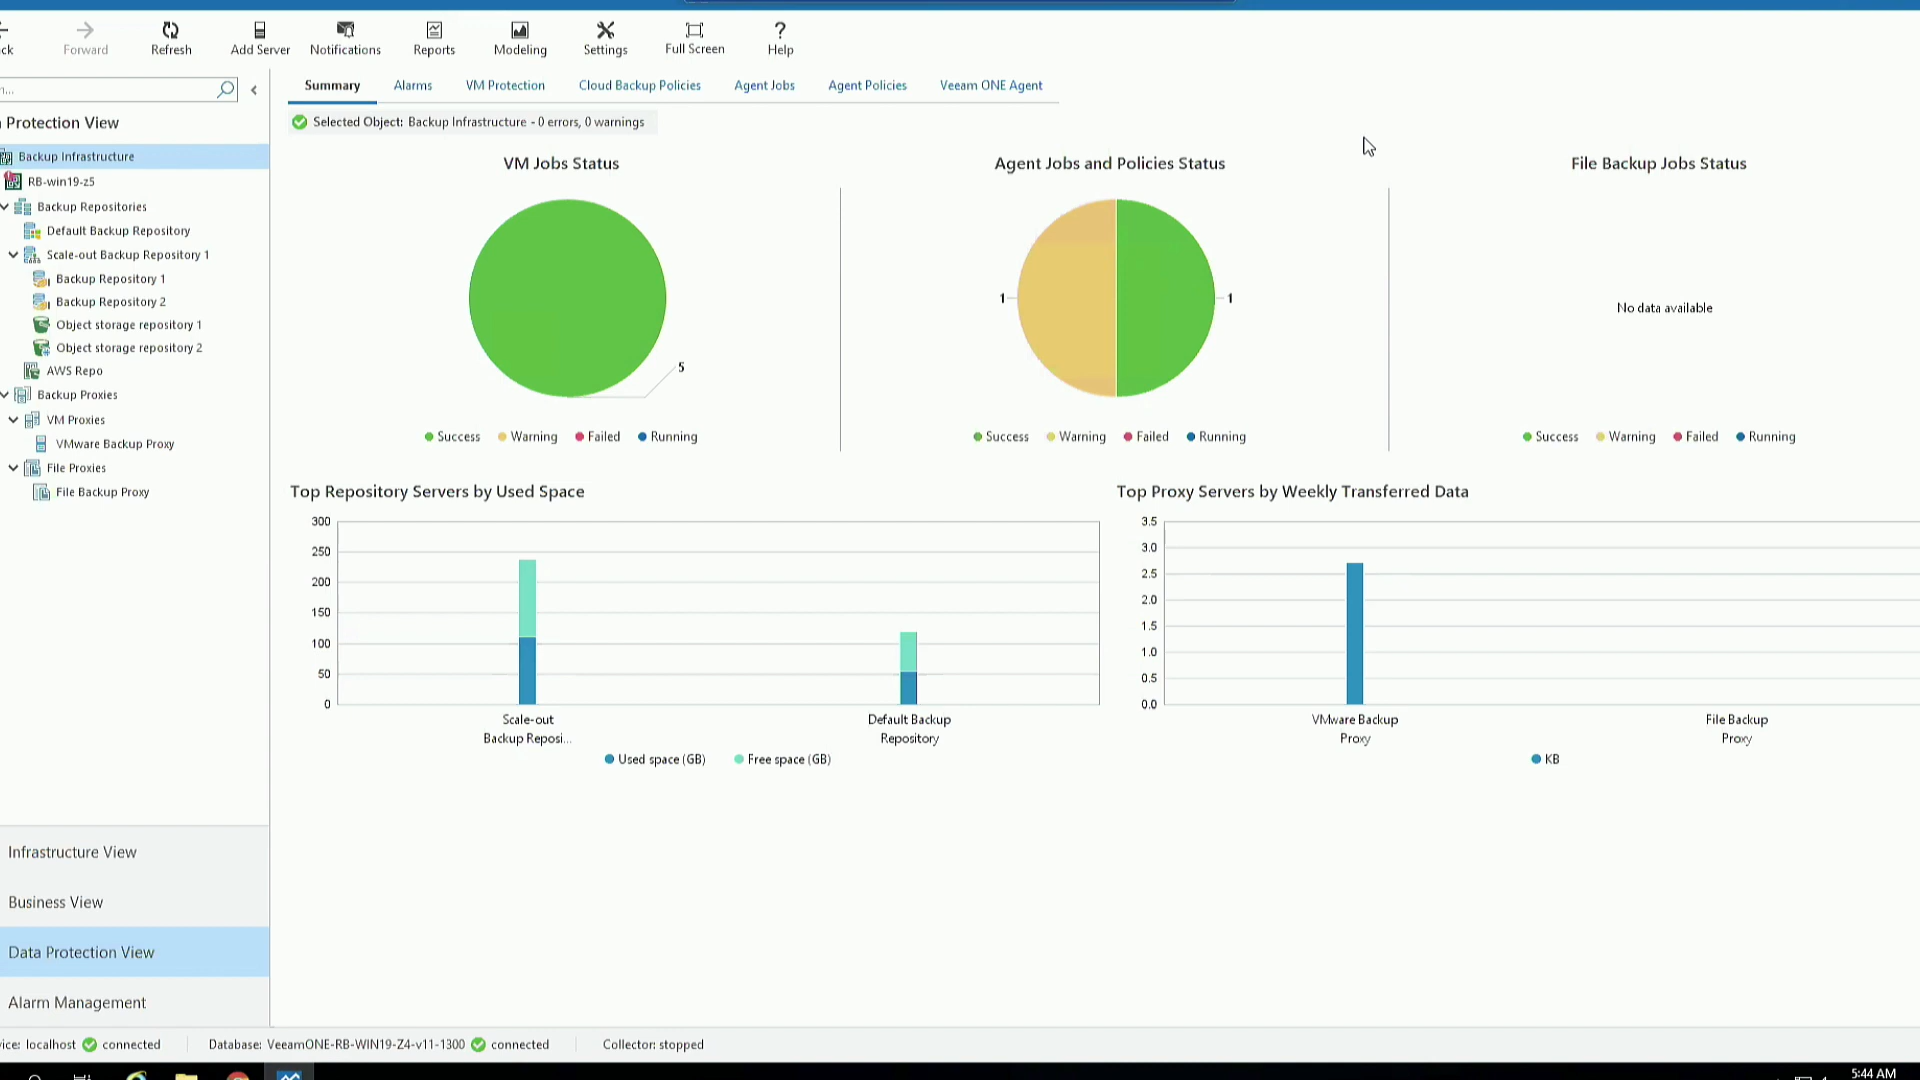 ck
Forward
Refresh
Add Server
Notifications
Reports
Modeling
Settings
Full Screen
Help
Summary
Alarms
VM Protection
Cloud Backup Policies
Agent Jobs
Agent Policies
Veeam ONE Agent
Selected Object: Backup Infrastructure - 0 errors, 0 warnings
Protection View
Backup Infrastructure
RB-win19-z5
Backup Repositories
Default Backup Repository
Scale-out Backup Repository 1
Backup Repository 1
Backup Repository 2
Object storage repository 1
Object storage repository 2
AWS Repo
Backup Proxies
VM Proxies
VMware Backup Proxy
File Proxies
File Backup Proxy
Infrastructure View
Business View
Data Protection View
Alarm Management
VM Jobs Status
5
Success
Warning
Failed
Running
Agent Jobs and Policies Status
1
1
Success
Warning
Failed
Running
File Backup Jobs Status
No data available
Success
Warning
Failed
Running
Top Repository Servers by Used Space
300
250
200
150
100
50
0
Scale-out
Backup Reposi...
Default Backup
Repository
Used space (GB)
Free space (GB)
Top Proxy Servers by Weekly Transferred Data
3.5
3.0
2.5
2.0
1.5
1.0
0.5
0.0
VMware Backup
Proxy
File Backup
Proxy
KB
ice: localhost
connected
Database: VeeamONE-RB-WIN19-Z4-v11-1300
connected
Collector: stopped
5:44 AM